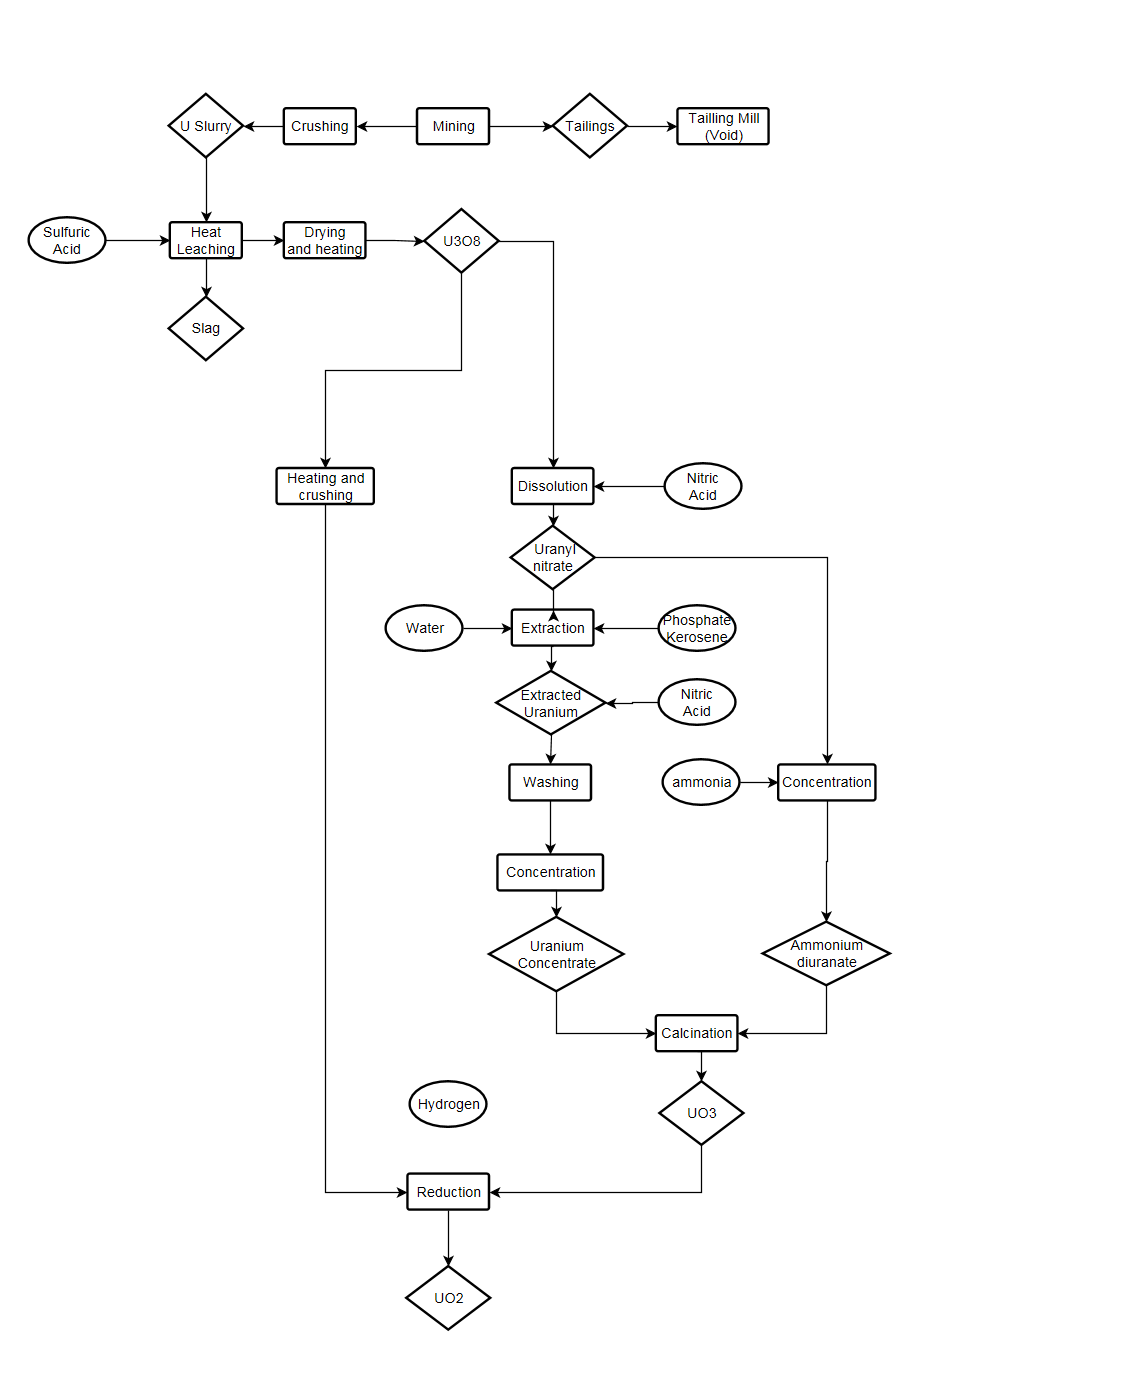 U Slurry
Crushing
Mining
Tailings
Tailling Mill
(Void)
Sulfuric
Acid
Heat
Leaching
Drying
and heating
U3O8
Slag
Heating and
crushing
Dissolution
Nitric
Acid
Uranyl
nitrate
Water
Extraction
Phosphate
Kerosene
Extracted
Uranium
Nitric
Acid
Washing
ammonia
Concentration
Concentration
Uranium
Concentrate
Ammonium
diuranate
Calcination
Hydrogen
UO3
Reduction
UO2